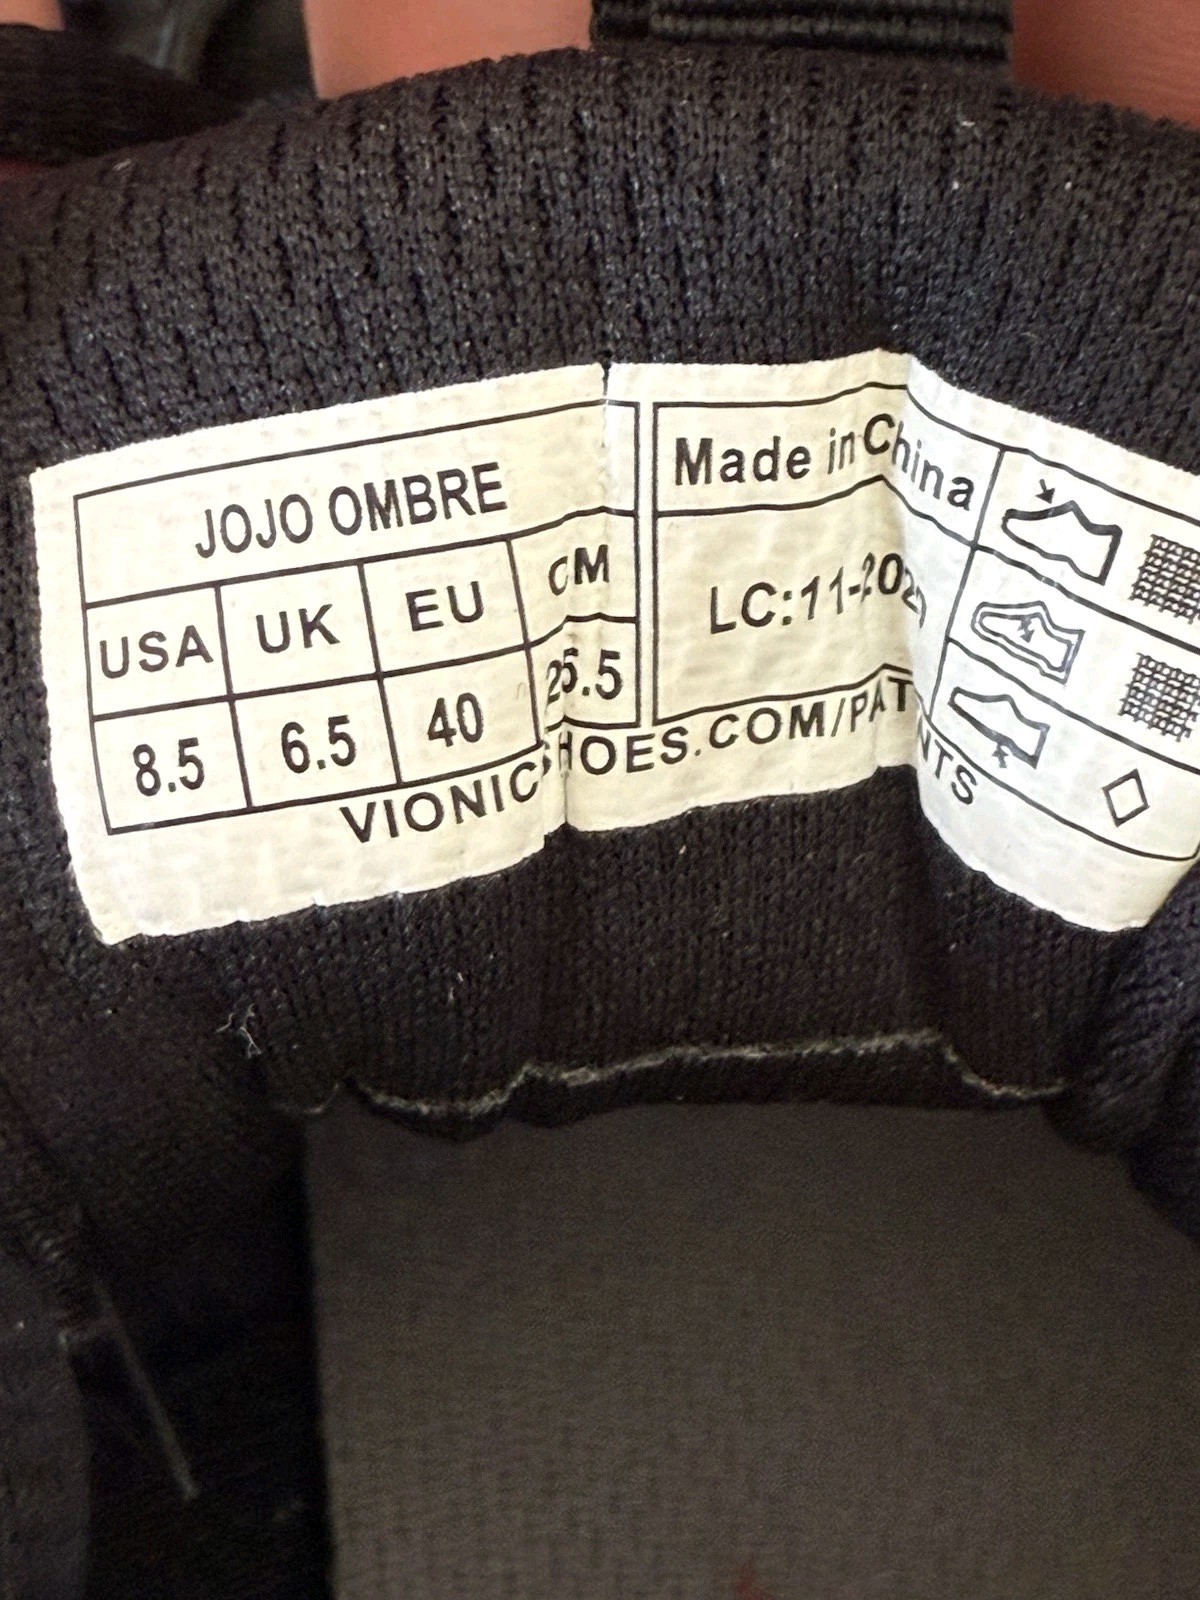 JOJO OMBRE
USA UK EU CM
8.5 6.5 40 25.5
Made in China
VIONICSHOES.COM/PATENTS